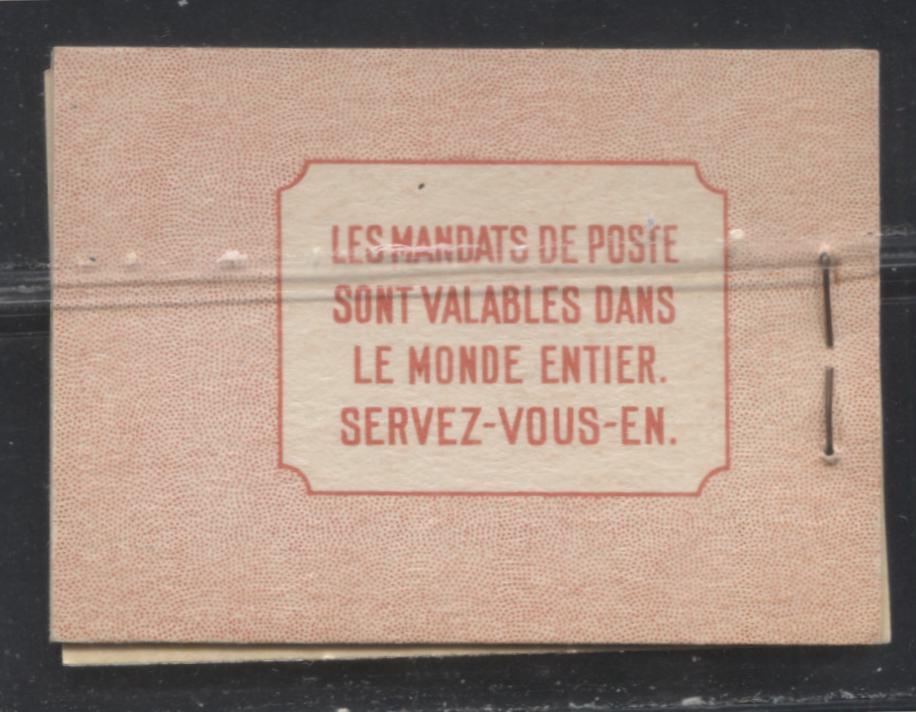 LES MANDATS DE POSTE
SONT VALABLES DANS
LE MONDE ENTIER.
SERVEZ-VOUS-EN.